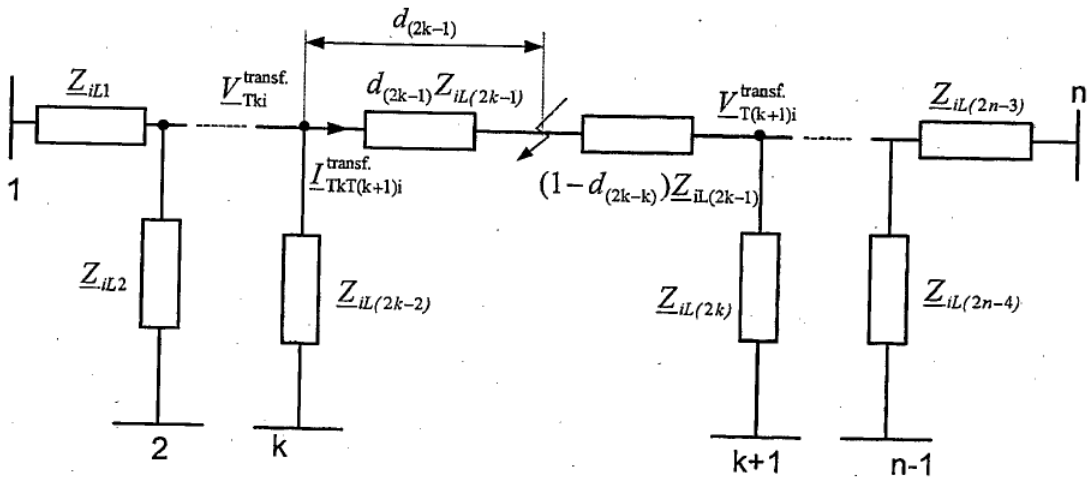 d_(2k−1)
Z_iL1
V_Tki^transf.
d_(2k−1)Z_iL(2k−1)
V_T(k+1)i^transf.
Z_iL(2n−3)
n
1
I_TkT(k+1)i^transf.
(1−d_(2k−k))Z_iL(2k−1)
Z_iL2
Z_iL(2k−2)
Z_iL(2k)
Z_iL(2n−4)
2
k
k+1
n-1